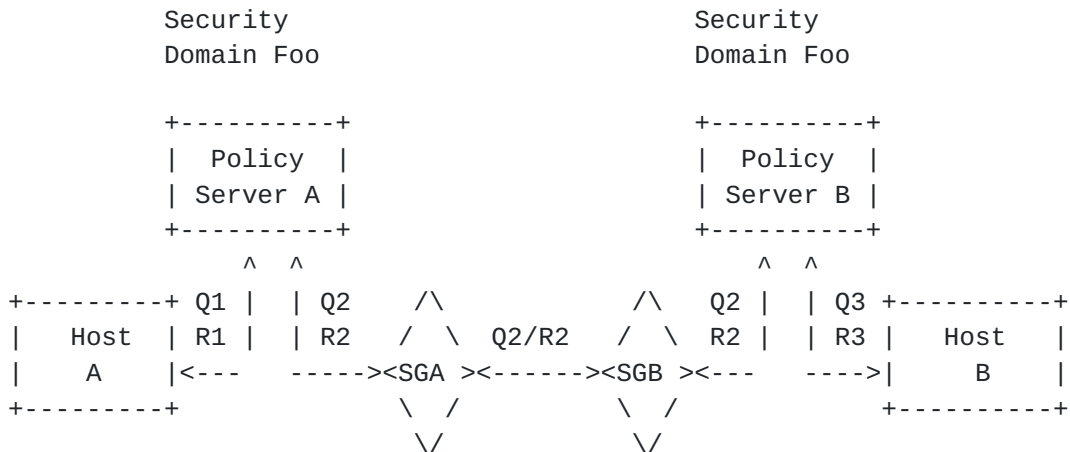 Security Security
Domain Foo Domain Foo
Policy Policy
Server A Server B
Q1 Q2 Q2 Q3
Host R1 R2 Q2/R2 R2 R3 Host
A SGA SGB B